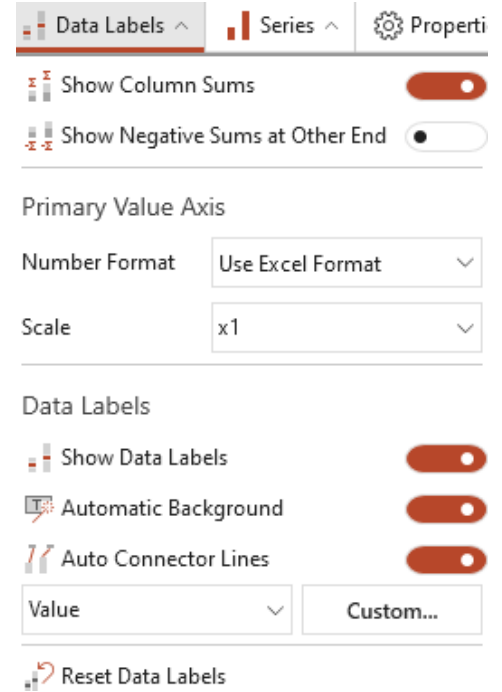 Data Labels Series Properti
Show Column Sums
Show Negative Sums at Other End
Primary Value Axis
Number Format Use Excel Format
Scale x1
Data Labels
Show Data Labels
Automatic Background
Auto Connector Lines
Value Custom...
Reset Data Labels